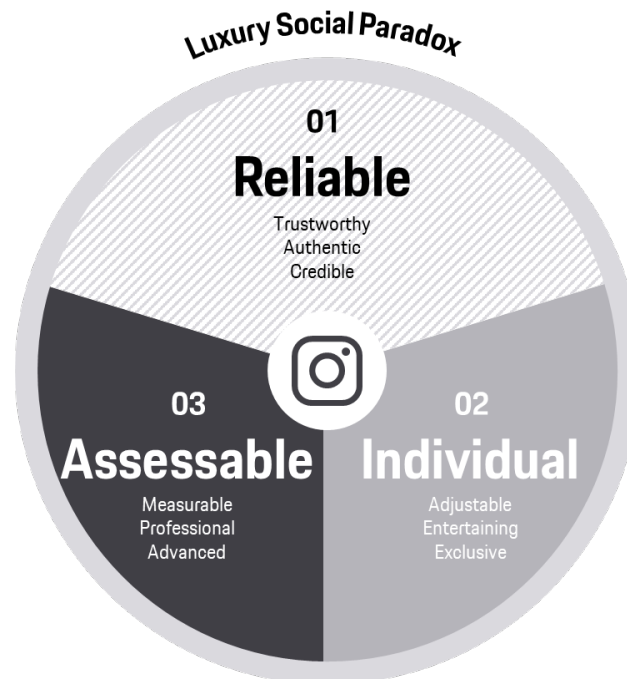 Luxury Social Paradox
01
Reliable
Trustworthy
Authentic
Credible
03
Assessable
Measurable
Professional
Advanced
02
Individual
Adjustable
Entertaining
Exclusive